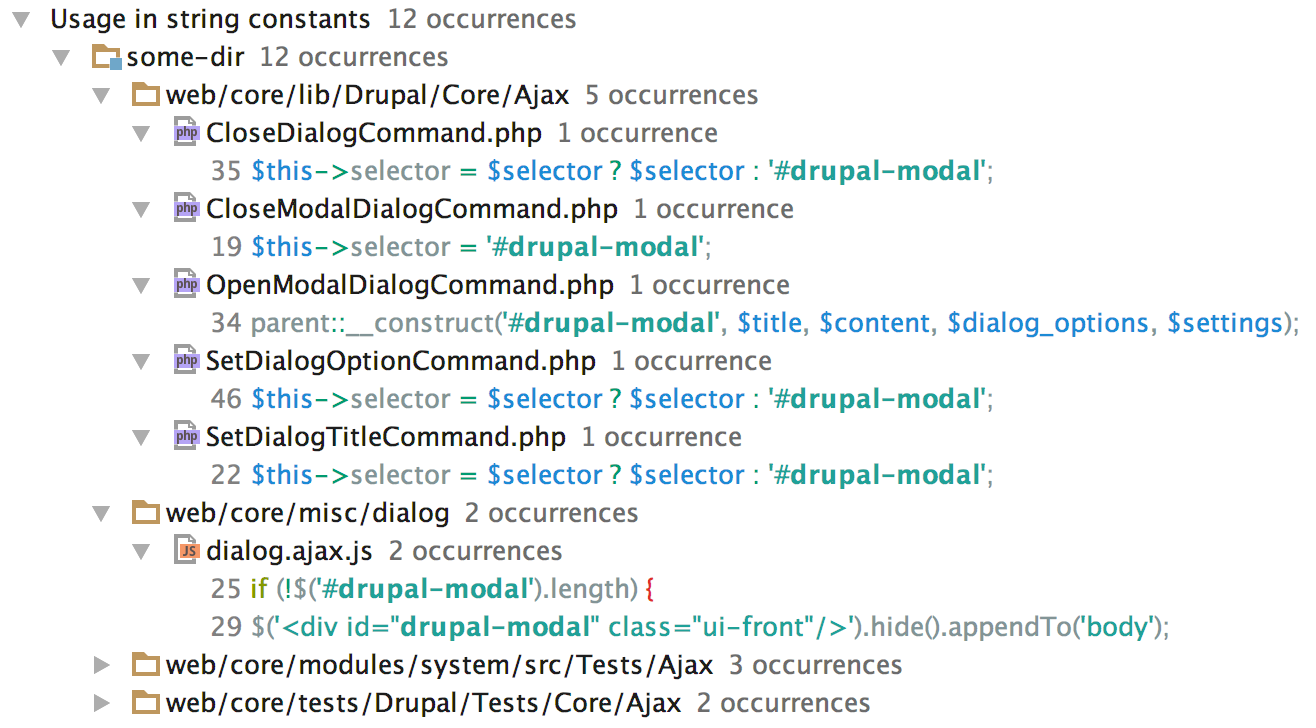 Usage in string constants 12 occurrences
some-dir 12 occurrences
web/core/lib/Drupal/Core/Ajax 5 occurrences
php CloseDialogCommand.php 1 occurrence
35 $this->selector = $selector ? $selector : '#drupal-modal';
php CloseModalDialogCommand.php 1 occurrence
19 $this->selector = '#drupal-modal';
php OpenModalDialogCommand.php 1 occurrence
34 parent::__construct('#drupal-modal', $title, $content, $dialog_options, $settings);
php SetDialogOptionCommand.php 1 occurrence
46 $this->selector = $selector ? $selector : '#drupal-modal';
php SetDialogTitleCommand.php 1 occurrence
22 $this->selector = $selector ? $selector : '#drupal-modal';
web/core/misc/dialog 2 occurrences
JS dialog.ajax.js 2 occurrences
25 if (!$('#drupal-modal').length) {
29 $('<div id="drupal-modal" class="ui-front"/>').hide().appendTo('body');
web/core/modules/system/src/Tests/Ajax 3 occurrences
web/core/tests/Drupal/Tests/Core/Ajax 2 occurrences